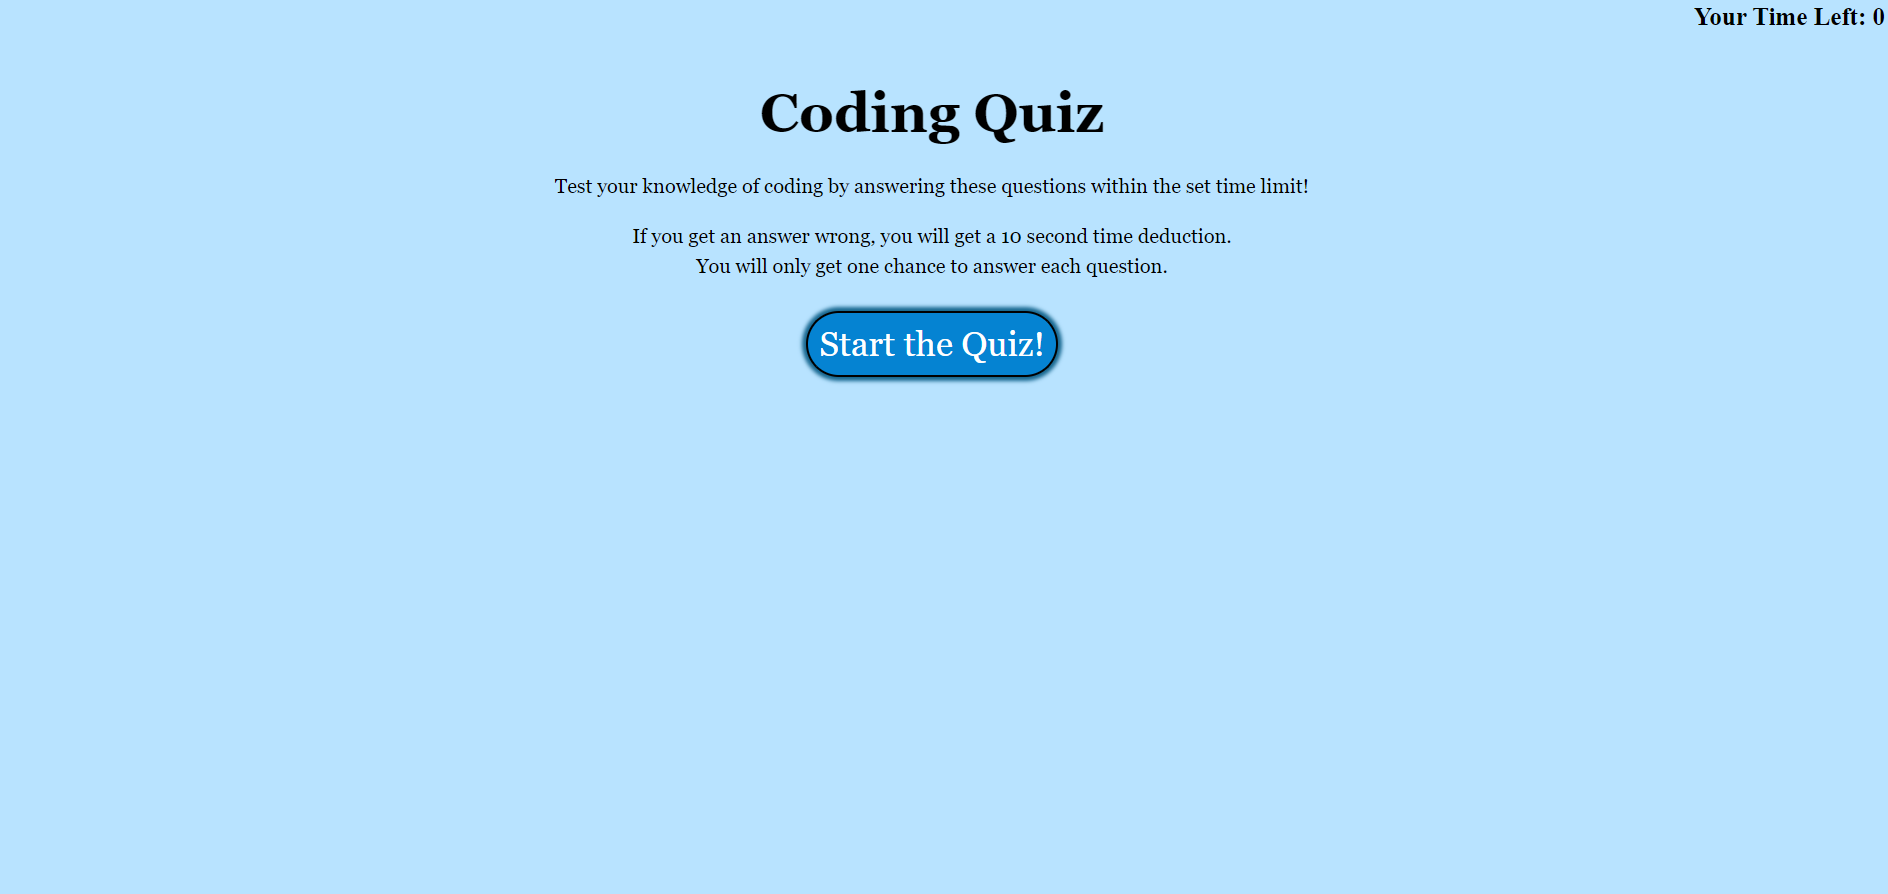 Your Time Left: 0
Coding Quiz
Test your knowledge of coding by answering these questions within the set time limit!
If you get an answer wrong, you will get a 10 second time deduction.
You will only get one chance to answer each question.
Start the Quiz!